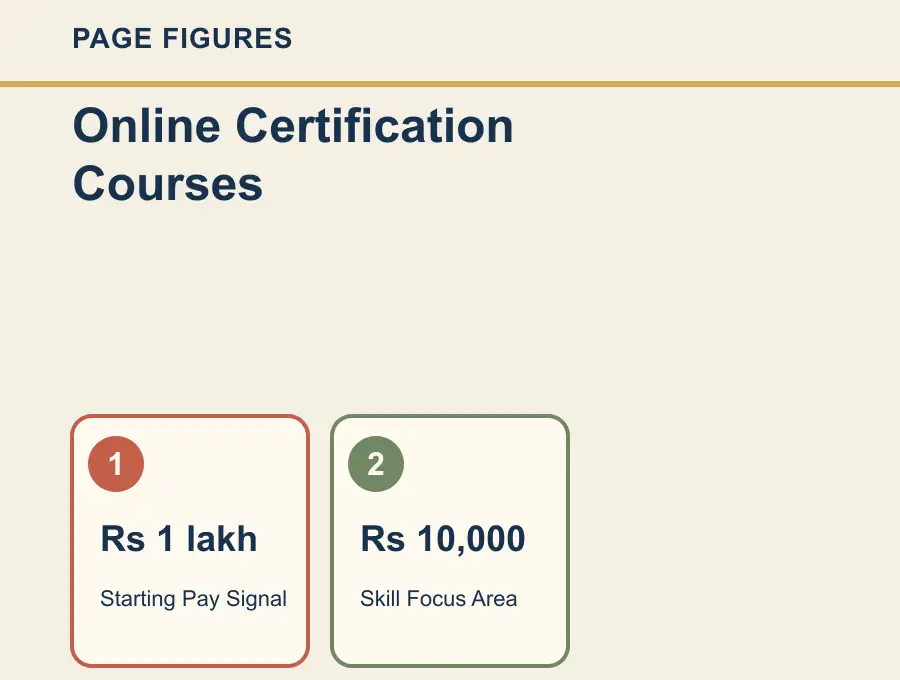 PAGE FIGURES
Online Certification
Courses
1
Rs 1 lakh
Starting Pay Signal
2
Rs 10,000
Skill Focus Area